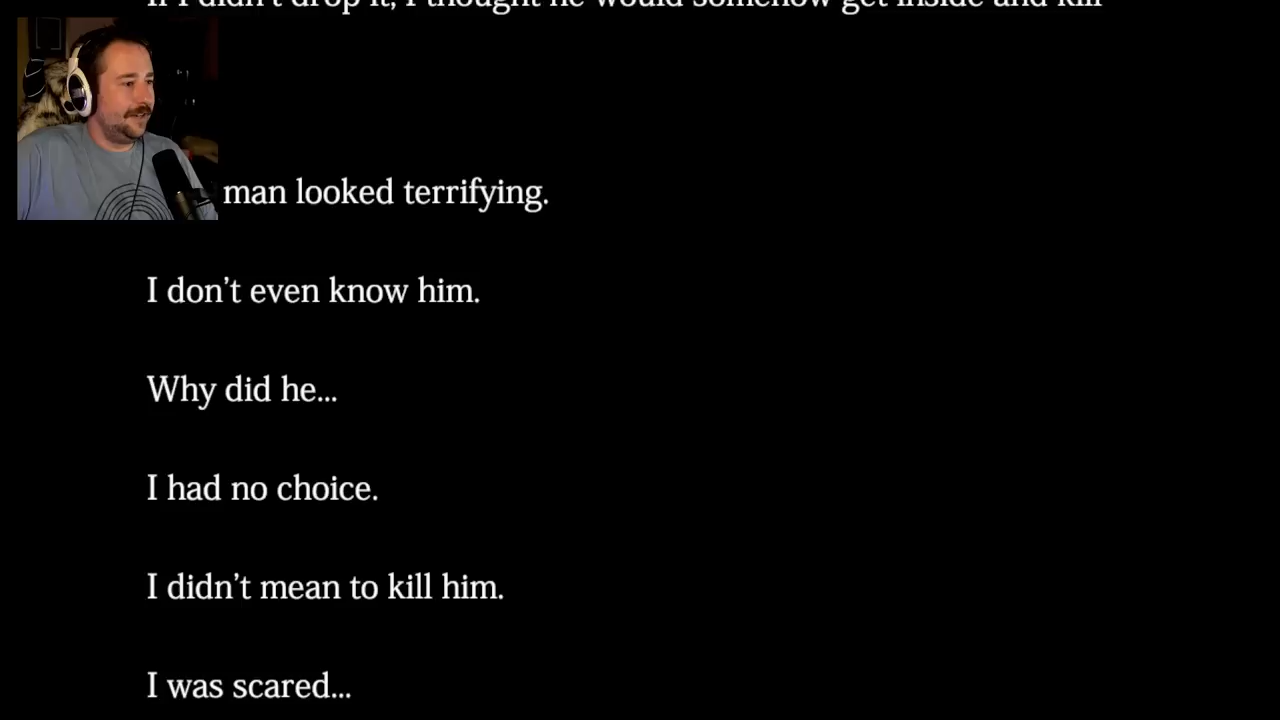 If I didn't drop it, I thought he would somehow get inside and kill
man looked terrifying.
I don’t even know him.
Why did he...
I had no choice.
I didn’t mean to kill him.
I was scared...